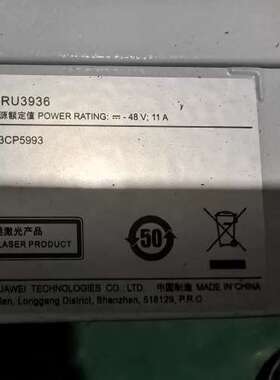 RU3936
源额定值 POWER RATING: ⎓ - 48 V; 11 A
3CP5993
激光产品
LASER PRODUCT
50
UAWEI TECHNOLOGIES CO., LTD. 中国制造 MADE IN CHINA
Longgang District, Shenzhen, 518129, P.R.C